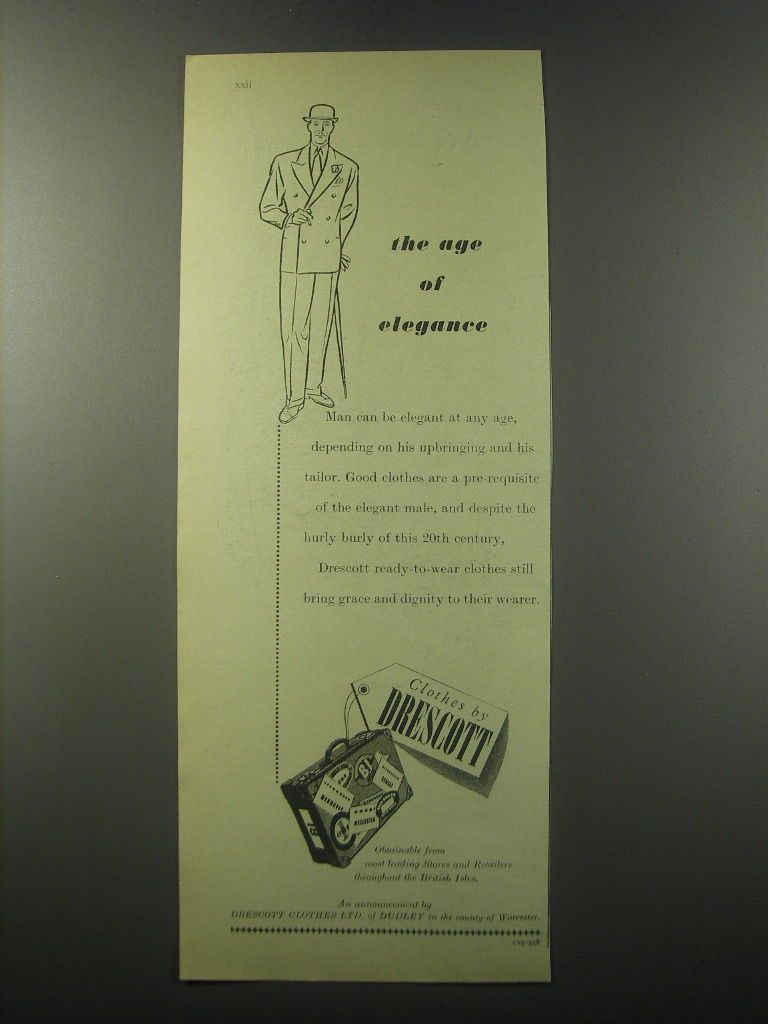 xxii
the age
of
elegance
Man can be elegant at any age,
depending on his upbringing and his
tailor. Good clothes are a pre-requisite
of the elegant male, and despite the
hurly burly of this 20th century,
Drescott ready-to-wear clothes still
bring grace and dignity to their wearer.
Clothes by
DRESCOTT
Obtainable from
most leading Stores and Retailers
throughout the British Isles.
An announcement by
DRESCOTT CLOTHES LTD. of DUDLEY in the county of Worcester.